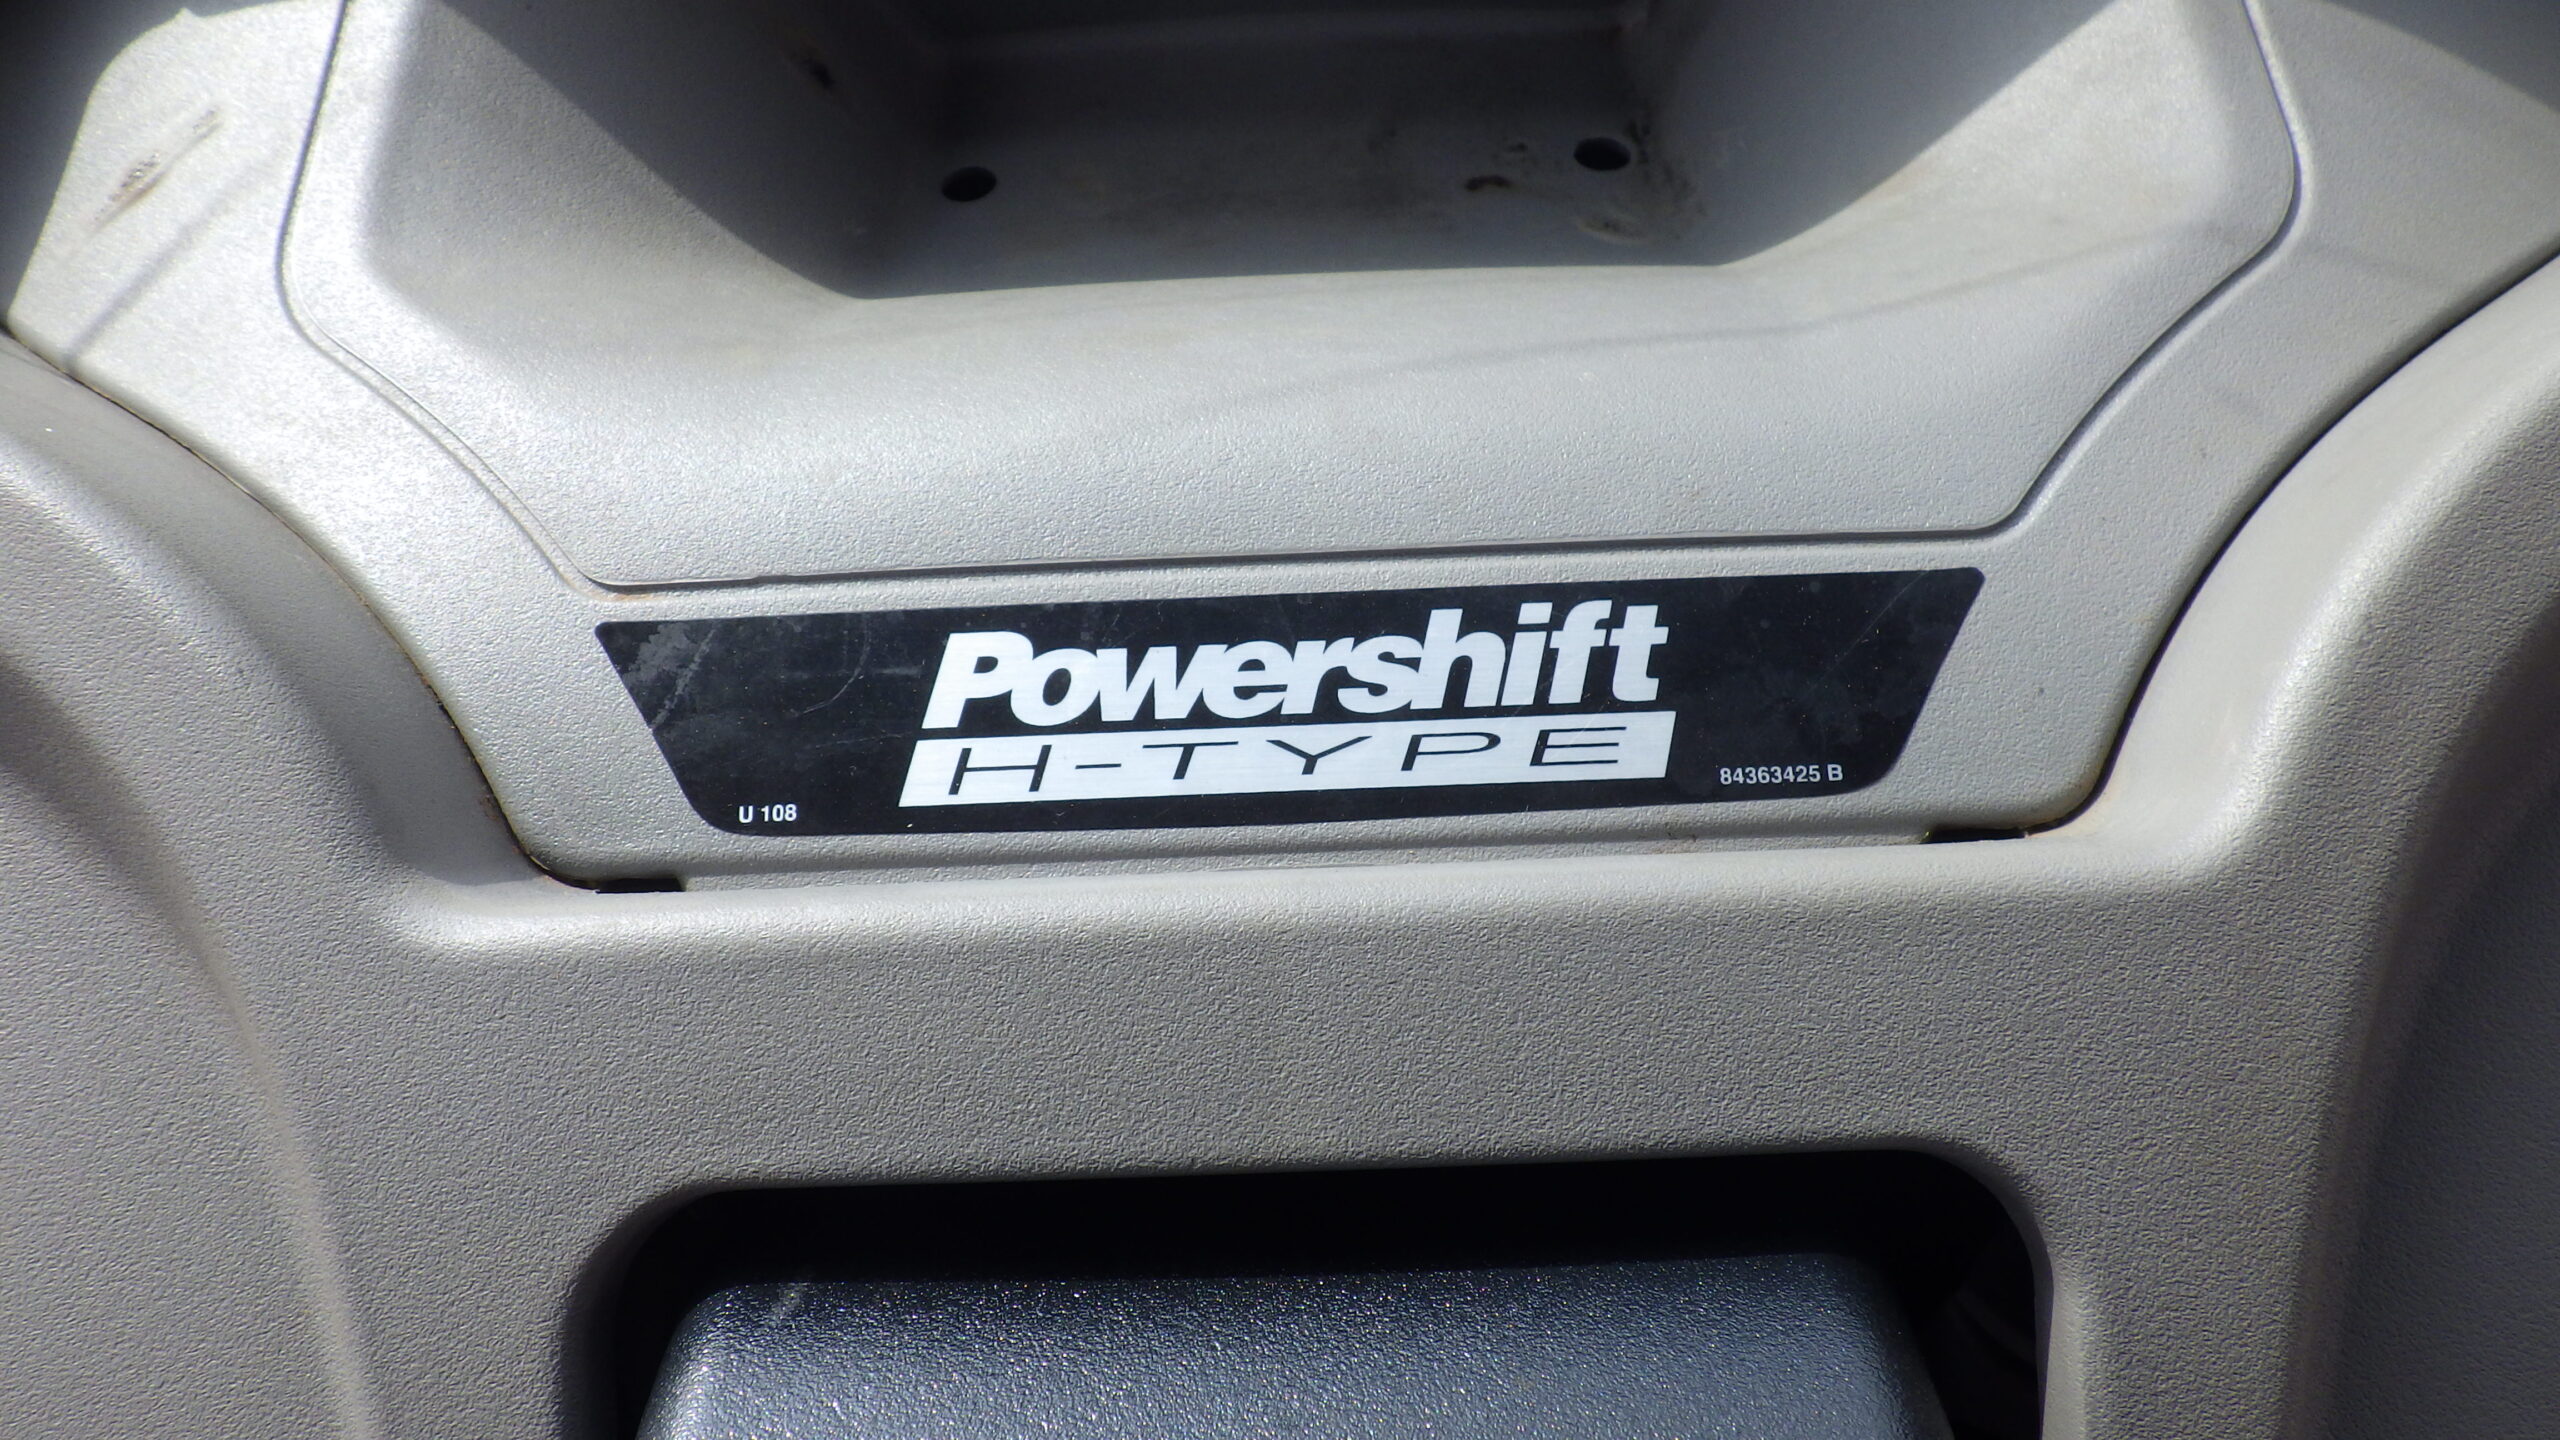 Powershift
H-TYPE
U 108
84363425 B